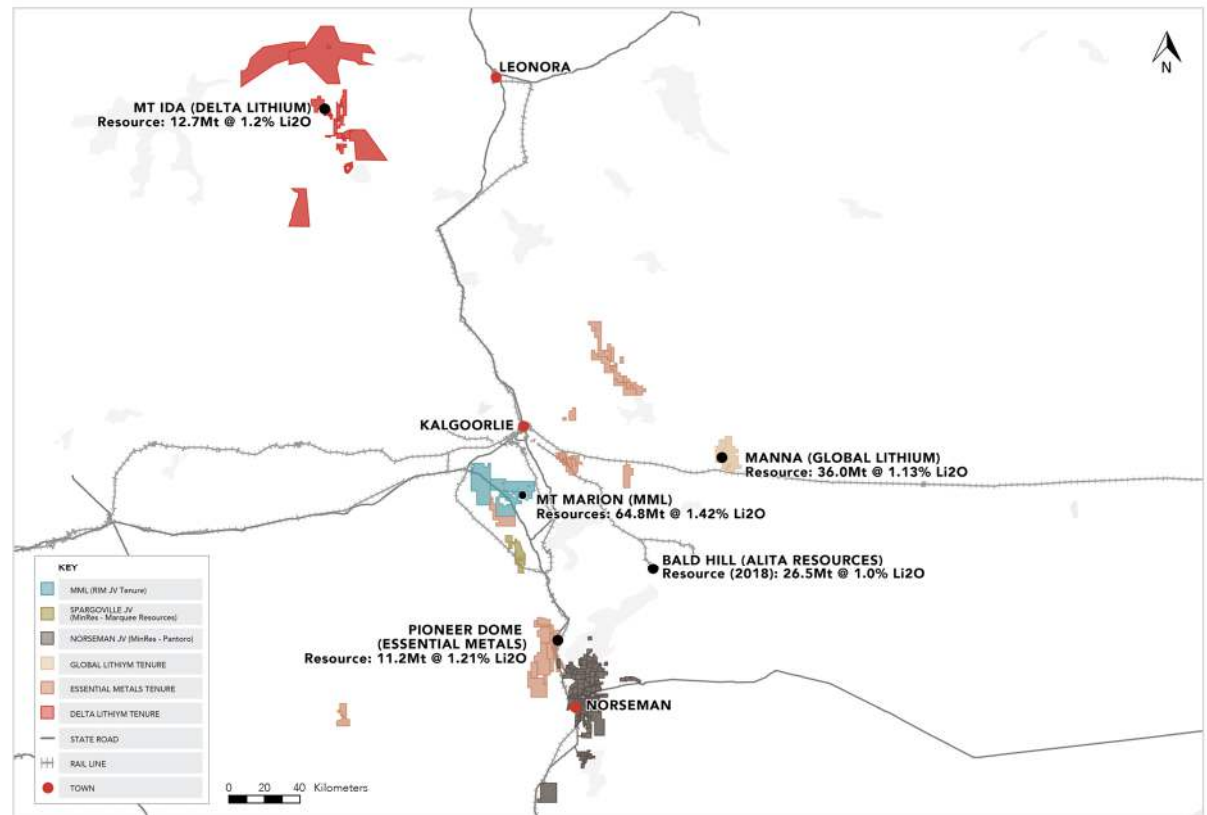 N
LEONORA
MT IDA (DELTA LITHIUM)
Resource: 12.7Mt @ 1.2% Li2O
KALGOORLIE
MANNA (GLOBAL LITHIUM)
Resource: 36.0Mt @ 1.13% Li2O
MT MARION (MML)
Resources: 64.8Mt @ 1.42% Li2O
BALD HILL (ALITA RESOURCES)
Resource (2018): 26.5Mt @ 1.0% Li2O
PIONEER DOME
(ESSENTIAL METALS)
Resource: 11.2Mt @ 1.21% Li2O
NORSEMAN
KEY
MML (RIM JV Tenure)
SPARGOVILLE JV
(MinRes - Marquee Resources)
NORSEMAN JV (MinRes - Pantoro)
GLOBAL LITHIYM TENURE
ESSENTIAL METALS TENURE
DELTA LITHIYM TENURE
STATE ROAD
RAIL LINE
TOWN
0 20 40 Kilometers